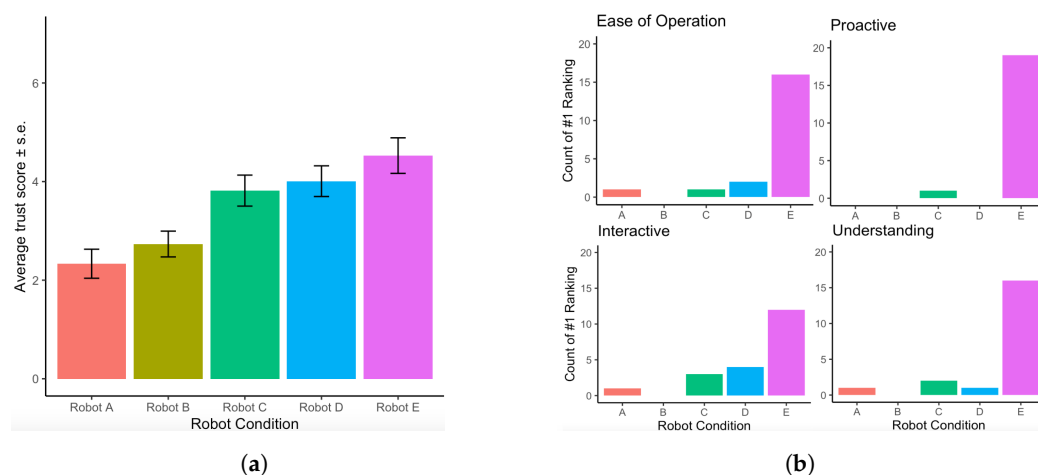 Average trust score ± s.e.
6
4
2
0
Robot A Robot B Robot C Robot D Robot E
Robot Condition
(a)
Ease of Operation
Count of #1 Ranking
20
15
10
5
0
A B C D E
Proactive
20
15
10
5
0
A B C D E
Interactive
Count of #1 Ranking
20
15
10
5
0
A B C D E
Robot Condition
Understanding
20
15
10
5
0
A B C D E
Robot Condition
(b)